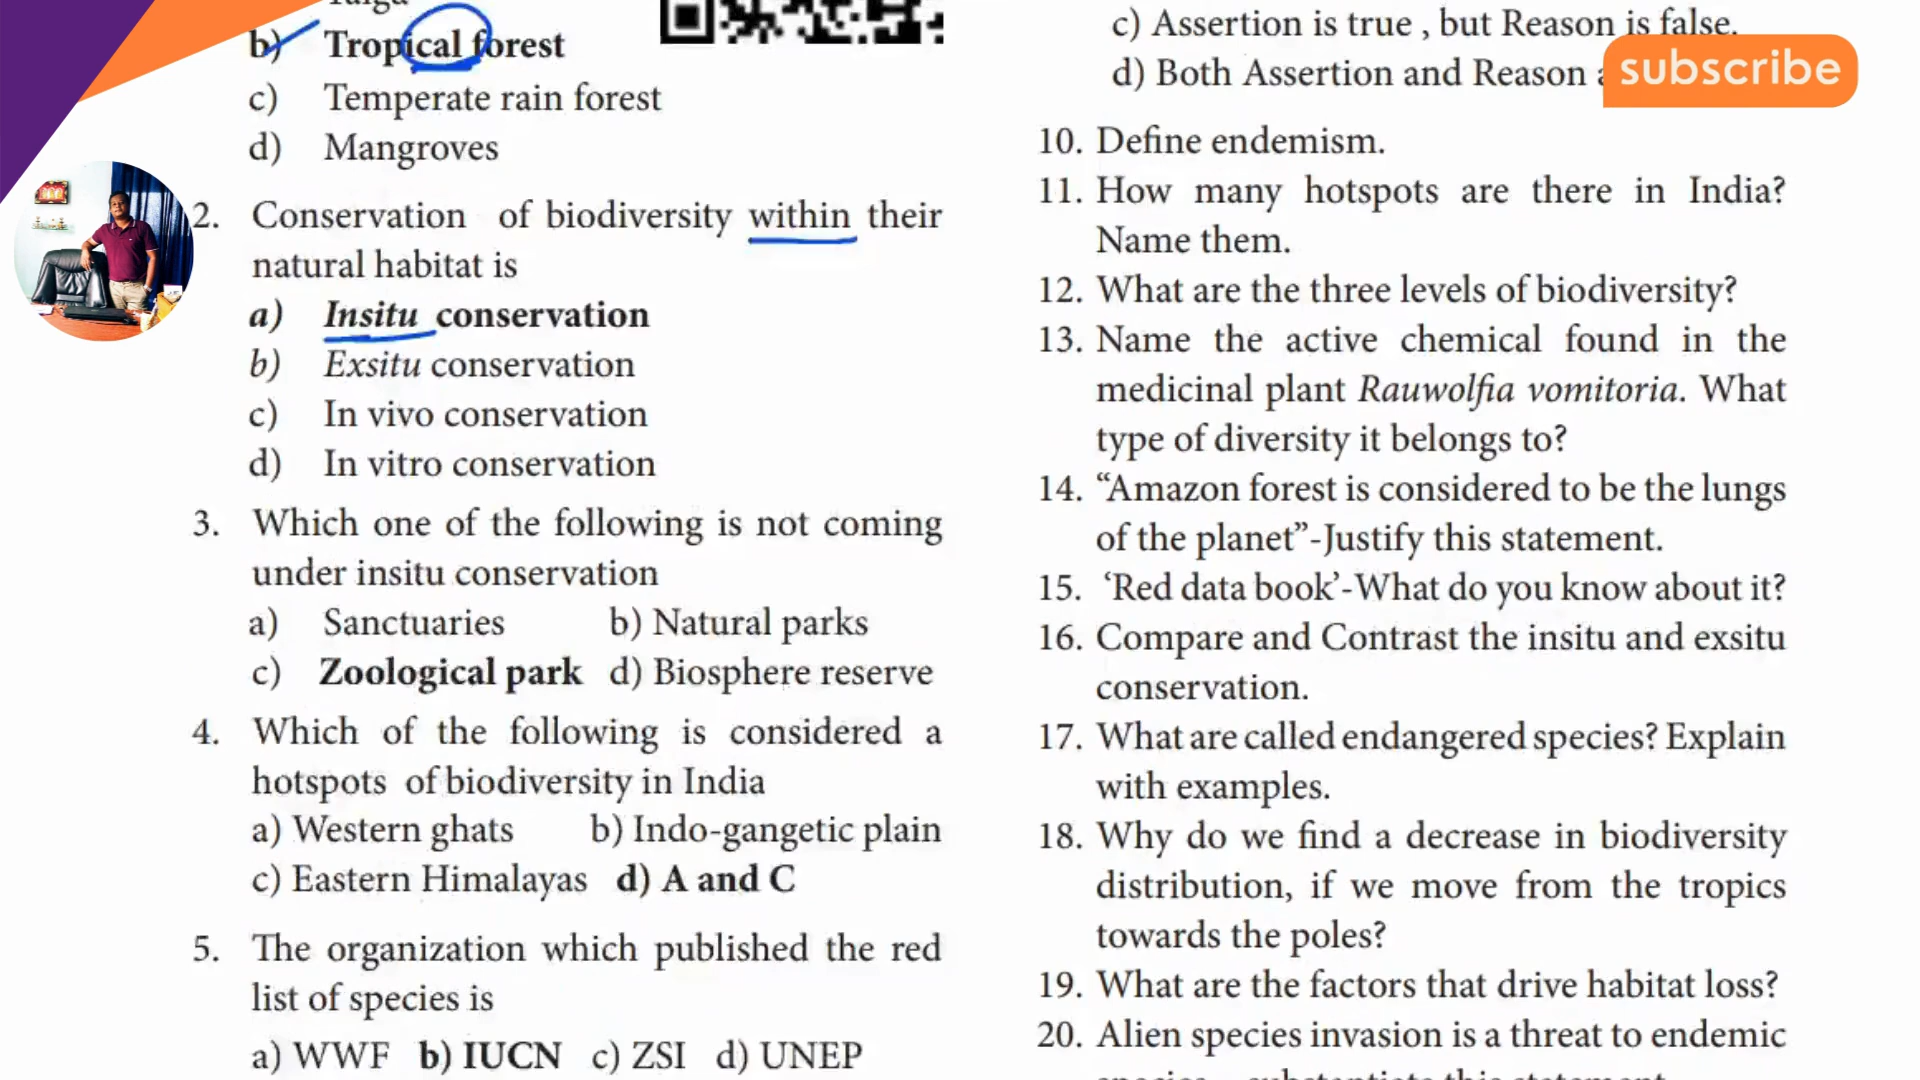 Taiga
b) Tropical forest
c) Temperate rain forest
d) Mangroves
2. Conservation of biodiversity within their
natural habitat is
a) Insitu conservation
b) Exsitu conservation
c) In vivo conservation
d) In vitro conservation
3. Which one of the following is not coming
under insitu conservation
a) Sanctuaries b) Natural parks
c) Zoological park d) Biosphere reserve
4. Which of the following is considered a
hotspots of biodiversity in India
a) Western ghats b) Indo-gangetic plain
c) Eastern Himalayas d) A and C
5. The organization which published the red
list of species is
a) WWF b) IUCN c) ZSI d) UNEP
c) Assertion is true , but Reason is false.
d) Both Assertion and Reason
subscribe
10. Define endemism.
11. How many hotspots are there in India?
Name them.
12. What are the three levels of biodiversity?
13. Name the active chemical found in the
medicinal plant Rauwolfia vomitoria. What
type of diversity it belongs to?
14. “Amazon forest is considered to be the lungs
of the planet”-Justify this statement.
15. ‘Red data book’-What do you know about it?
16. Compare and Contrast the insitu and exsitu
conservation.
17. What are called endangered species? Explain
with examples.
18. Why do we find a decrease in biodiversity
distribution, if we move from the tropics
towards the poles?
19. What are the factors that drive habitat loss?
20. Alien species invasion is a threat to endemic